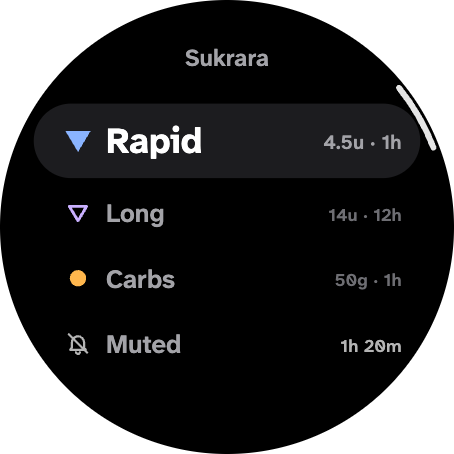 Sukrara
Rapid 4.5u · 1h
Long 14u · 12h
Carbs 50g · 1h
Muted 1h 20m